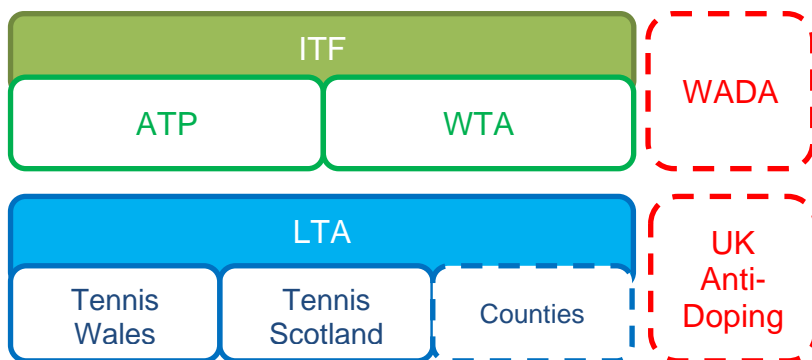 ITF
WADA
ATP
WTA
LTA
UK
Anti-
Doping
Tennis
Wales
Tennis
Scotland
Counties